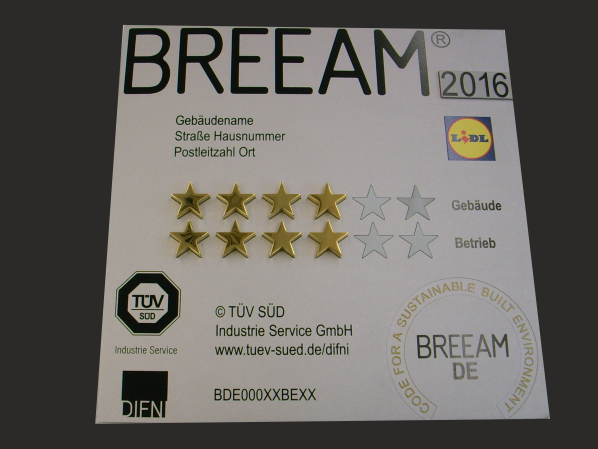 BREEAM®
2016
Gebäudename
Straße Hausnummer
Postleitzahl Ort
LIDL
Gebäude
Betrieb
TÜV
SÜD
Industrie Service
© TÜV SÜD
Industrie Service GmbH
www.tuev-sued.de/difni
BDE000XXBEXX
DIFNI
CODE FOR A SUSTAINABLE BUILT ENVIRONMENT
BREEAM
DE